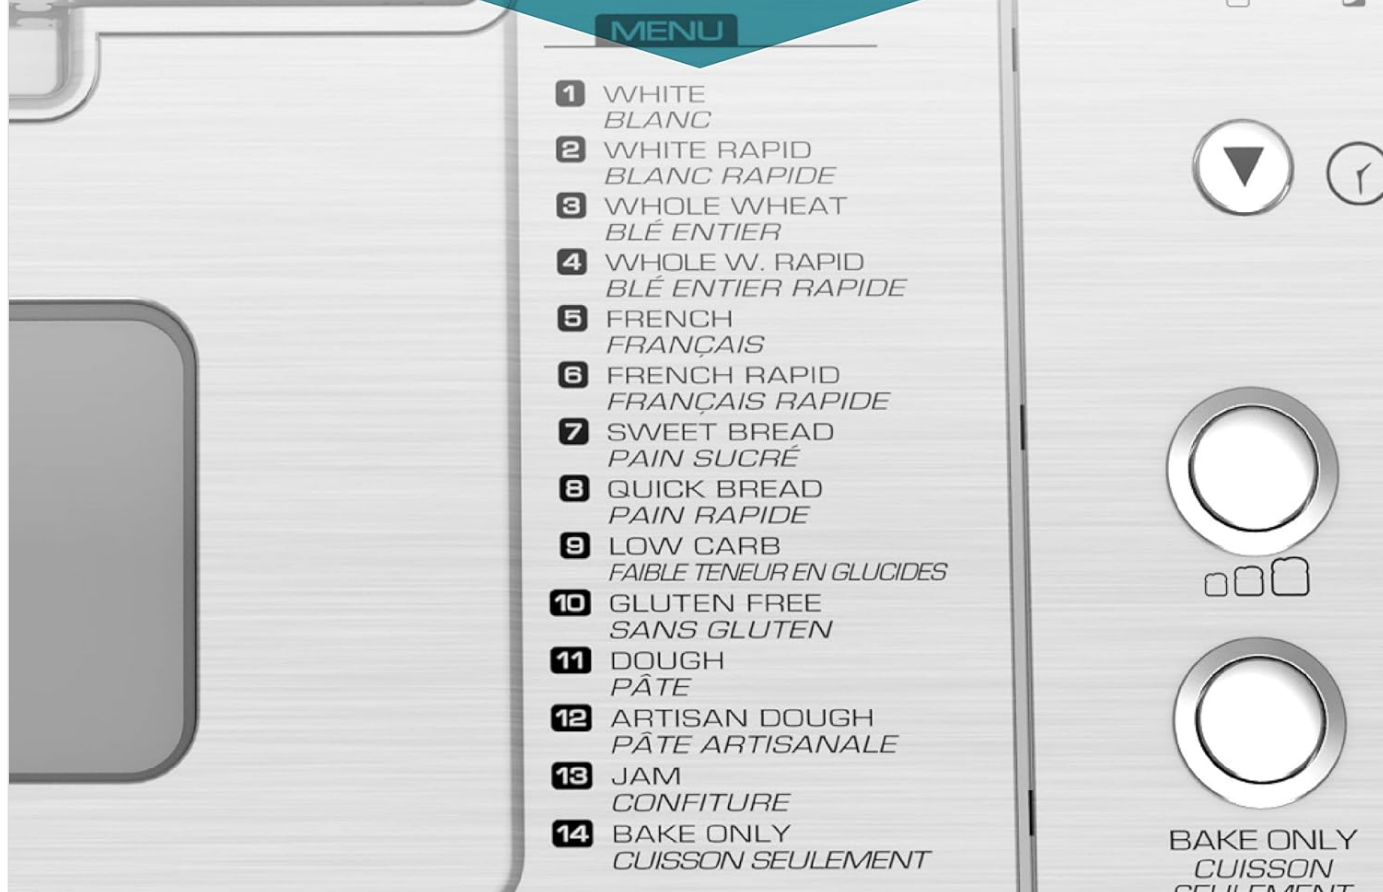 MENU
1 WHITE
BLANC
2 WHITE RAPID
BLANC RAPIDE
3 WHOLE WHEAT
BLÉ ENTIER
4 WHOLE W. RAPID
BLÉ ENTIER RAPIDE
5 FRENCH
FRANÇAIS
6 FRENCH RAPID
FRANÇAIS RAPIDE
7 SWEET BREAD
PAIN SUCRÉ
8 QUICK BREAD
PAIN RAPIDE
9 LOW CARB
FAIBLE TENEUR EN GLUCIDES
10 GLUTEN FREE
SANS GLUTEN
11 DOUGH
PÂTE
12 ARTISAN DOUGH
PÂTE ARTISANALE
13 JAM
CONFITURE
14 BAKE ONLY
CUISSON SEULEMENT
BAKE ONLY
CUISSON
SEULEMENT